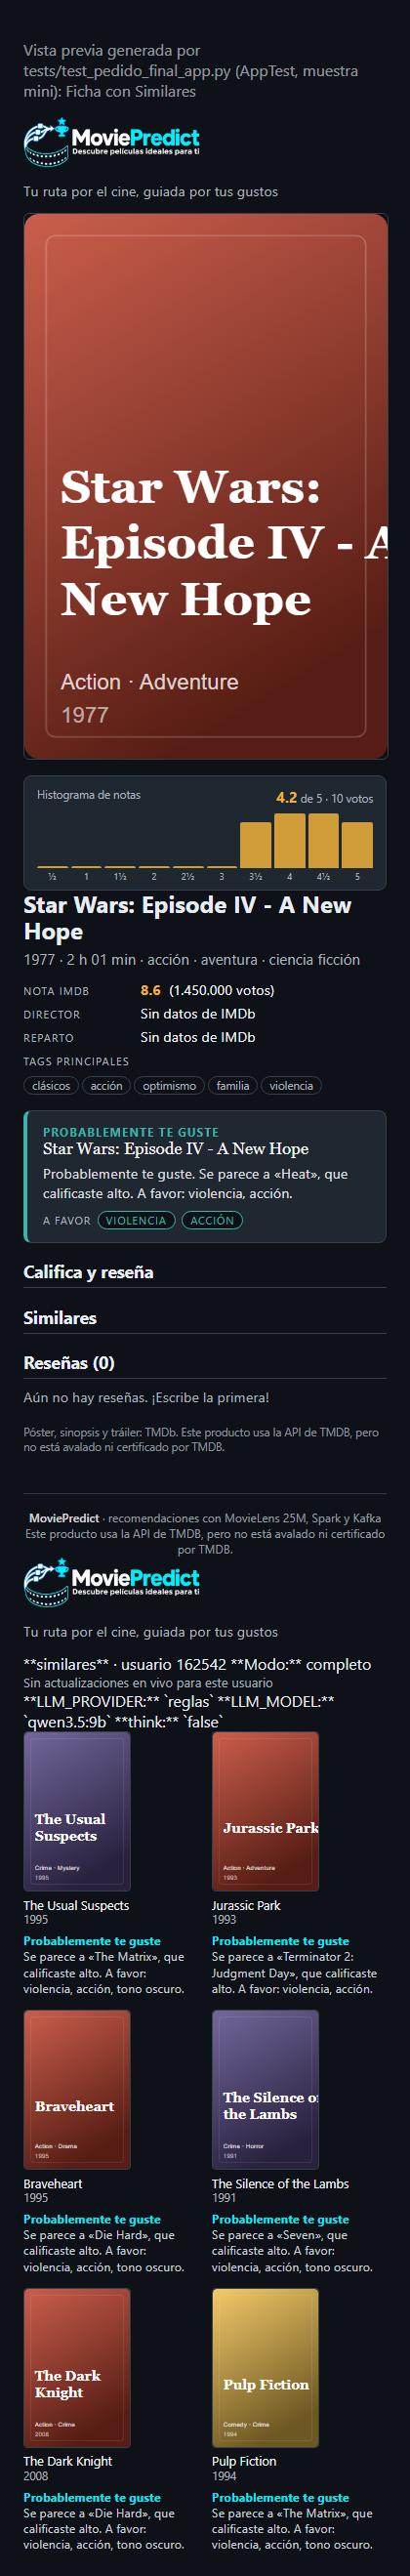 Vista previa generada por
tests/test_pedido_final_app.py (AppTest, muestra
mini): Ficha con Similares
MoviePredict
Descubre películas ideales para ti
Tu ruta por el cine, guiada por tus gustos
Star Wars:
Episode IV - A
New Hope
Action · Adventure
1977
Histograma de notas
4.2 de 5 · 10 votos
½ 1 1½ 2 2½ 3 3½ 4 4½ 5
Star Wars: Episode IV - A New
Hope
1977 · 2 h 01 min · acción · aventura · ciencia ficción
NOTA IMDB 8.6 (1.450.000 votos)
DIRECTOR Sin datos de IMDb
REPARTO Sin datos de IMDb
TAGS PRINCIPALES
clásicos acción optimismo familia violencia
PROBABLEMENTE TE GUSTE
Star Wars: Episode IV - A New Hope
Probablemente te guste. Se parece a «Heat», que
calificaste alto. A favor: violencia, acción.
A FAVOR VIOLENCIA ACCIÓN
Califica y reseña
Similares
Reseñas (0)
Aún no hay reseñas. ¡Escribe la primera!
Póster, sinopsis y tráiler: TMDb. Este producto usa la API de TMDB, pero
no está avalado ni certificado por TMDB.
MoviePredict · recomendaciones con MovieLens 25M, Spark y Kafka
Este producto usa la API de TMDB, pero no está avalado ni certificado
por TMDB.
MoviePredict
Descubre películas ideales para ti
Tu ruta por el cine, guiada por tus gustos
**similares** · usuario 162542 **Modo:** completo
Sin actualizaciones en vivo para este usuario
**LLM_PROVIDER:** `reglas` **LLM_MODEL:**
`qwen3.5:9b` **think:** `false`
The Usual
Suspects
Crime · Mystery
1995
The Usual Suspects
1995
Probablemente te guste
Se parece a «The Matrix», que
calificaste alto. A favor:
violencia, acción, tono oscuro.
Jurassic Park
Action · Adventure
1993
Jurassic Park
1993
Probablemente te guste
Se parece a «Terminator 2:
Judgment Day», que calificaste
alto. A favor: violencia, acción.
Braveheart
Action · Drama
1995
Braveheart
1995
Probablemente te guste
Se parece a «Die Hard», que
calificaste alto. A favor:
violencia, acción, tono oscuro.
The Silence of
the Lambs
Crime · Horror
1991
The Silence of the Lambs
1991
Probablemente te guste
Se parece a «Seven», que
calificaste alto. A favor:
violencia, acción, tono oscuro.
The Dark
Knight
Action · Crime
2008
The Dark Knight
2008
Probablemente te guste
Se parece a «Die Hard», que
calificaste alto. A favor:
violencia, acción, tono oscuro.
Pulp Fiction
Comedy · Crime
1994
Pulp Fiction
1994
Probablemente te guste
Se parece a «The Matrix», que
calificaste alto. A favor:
violencia, acción, tono oscuro.